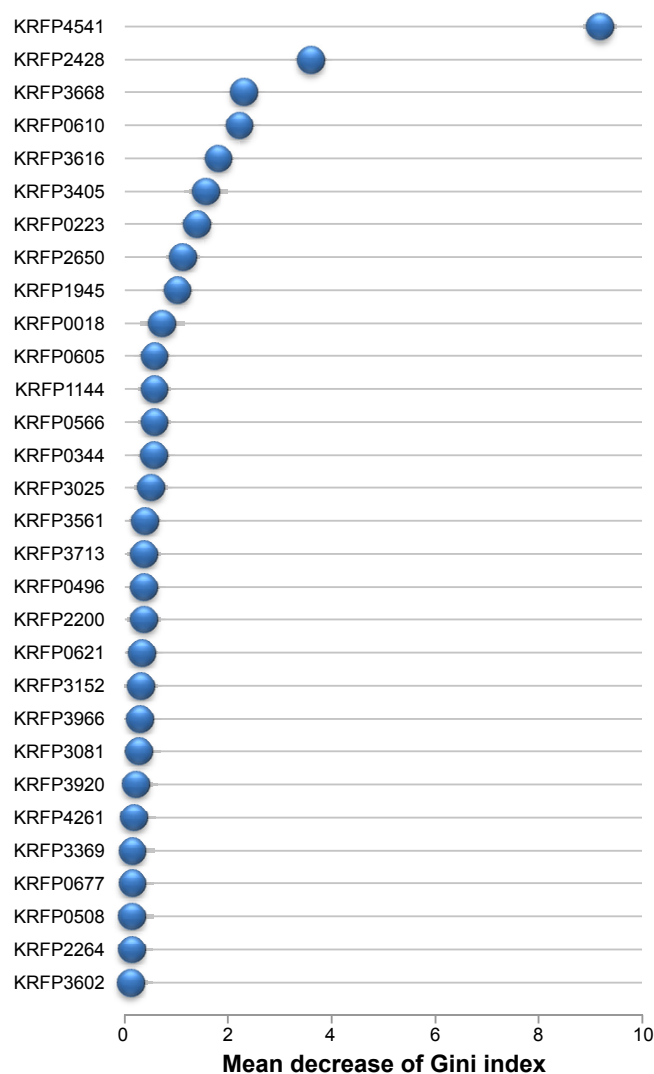 KRFP4541
KRFP2428
KRFP3668
KRFP0610
KRFP3616
KRFP3405
KRFP0223
KRFP2650
KRFP1945
KRFP0018
KRFP0605
KRFP1144
KRFP0566
KRFP0344
KRFP3025
KRFP3561
KRFP3713
KRFP0496
KRFP2200
KRFP0621
KRFP3152
KRFP3966
KRFP3081
KRFP3920
KRFP4261
KRFP3369
KRFP0677
KRFP0508
KRFP2264
KRFP3602
0 2 4 6 8 10
Mean decrease of Gini index